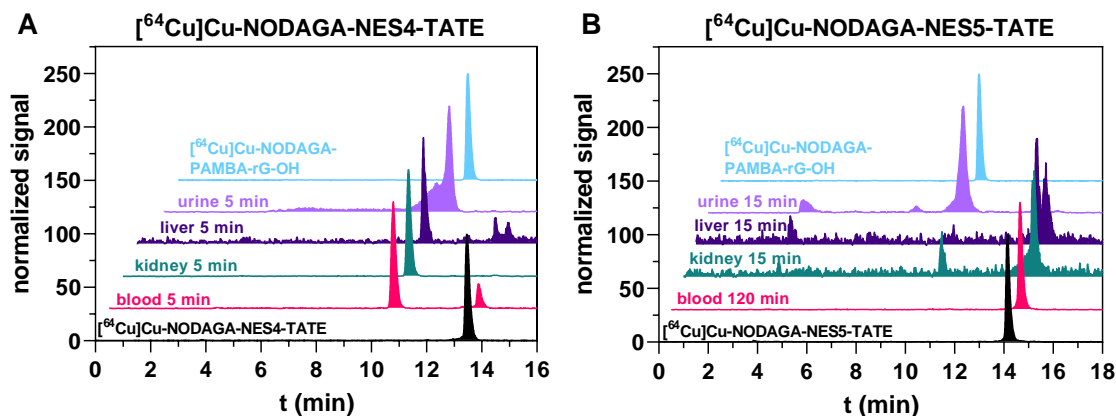 A
[⁶⁴Cu]Cu-NODAGA-NES4-TATE
normalized signal
250
200
150
100
50
0
[⁶⁴Cu]Cu-NODAGA-
PAMBA-rG-OH
urine 5 min
liver 5 min
kidney 5 min
blood 5 min
[⁶⁴Cu]Cu-NODAGA-NES4-TATE
0 2 4 6 8 10 12 14 16
t (min)
B
[⁶⁴Cu]Cu-NODAGA-NES5-TATE
normalized signal
250
200
150
100
50
0
[⁶⁴Cu]Cu-NODAGA-
PAMBA-rG-OH
urine 15 min
liver 15 min
kidney 15 min
blood 120 min
[⁶⁴Cu]Cu-NODAGA-NES5-TATE
0 2 4 6 8 10 12 14 16 18
t (min)